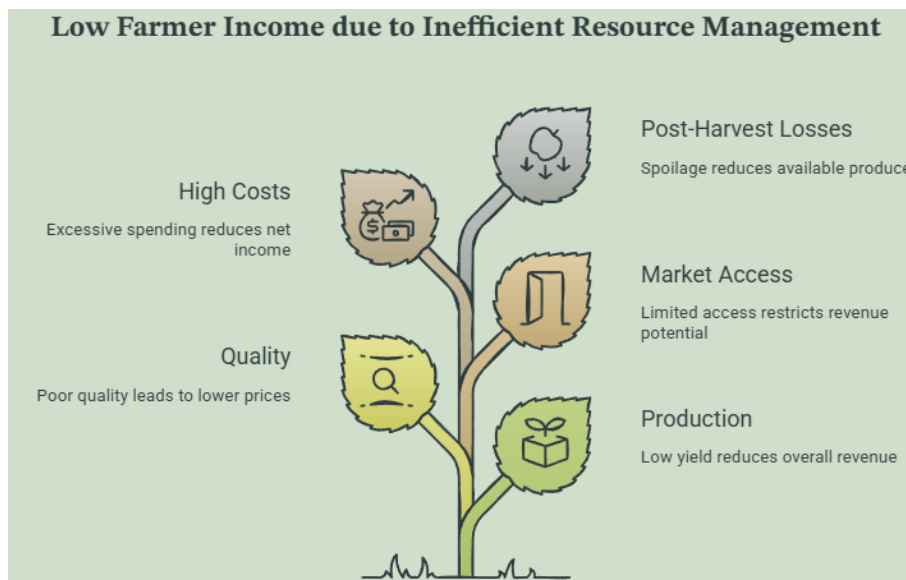 Low Farmer Income due to Inefficient Resource Management
Post-Harvest Losses
Spoilage reduces available produce
High Costs
Excessive spending reduces net
income
Market Access
Limited access restricts revenue
potential
Quality
Poor quality leads to lower prices
Production
Low yield reduces overall revenue